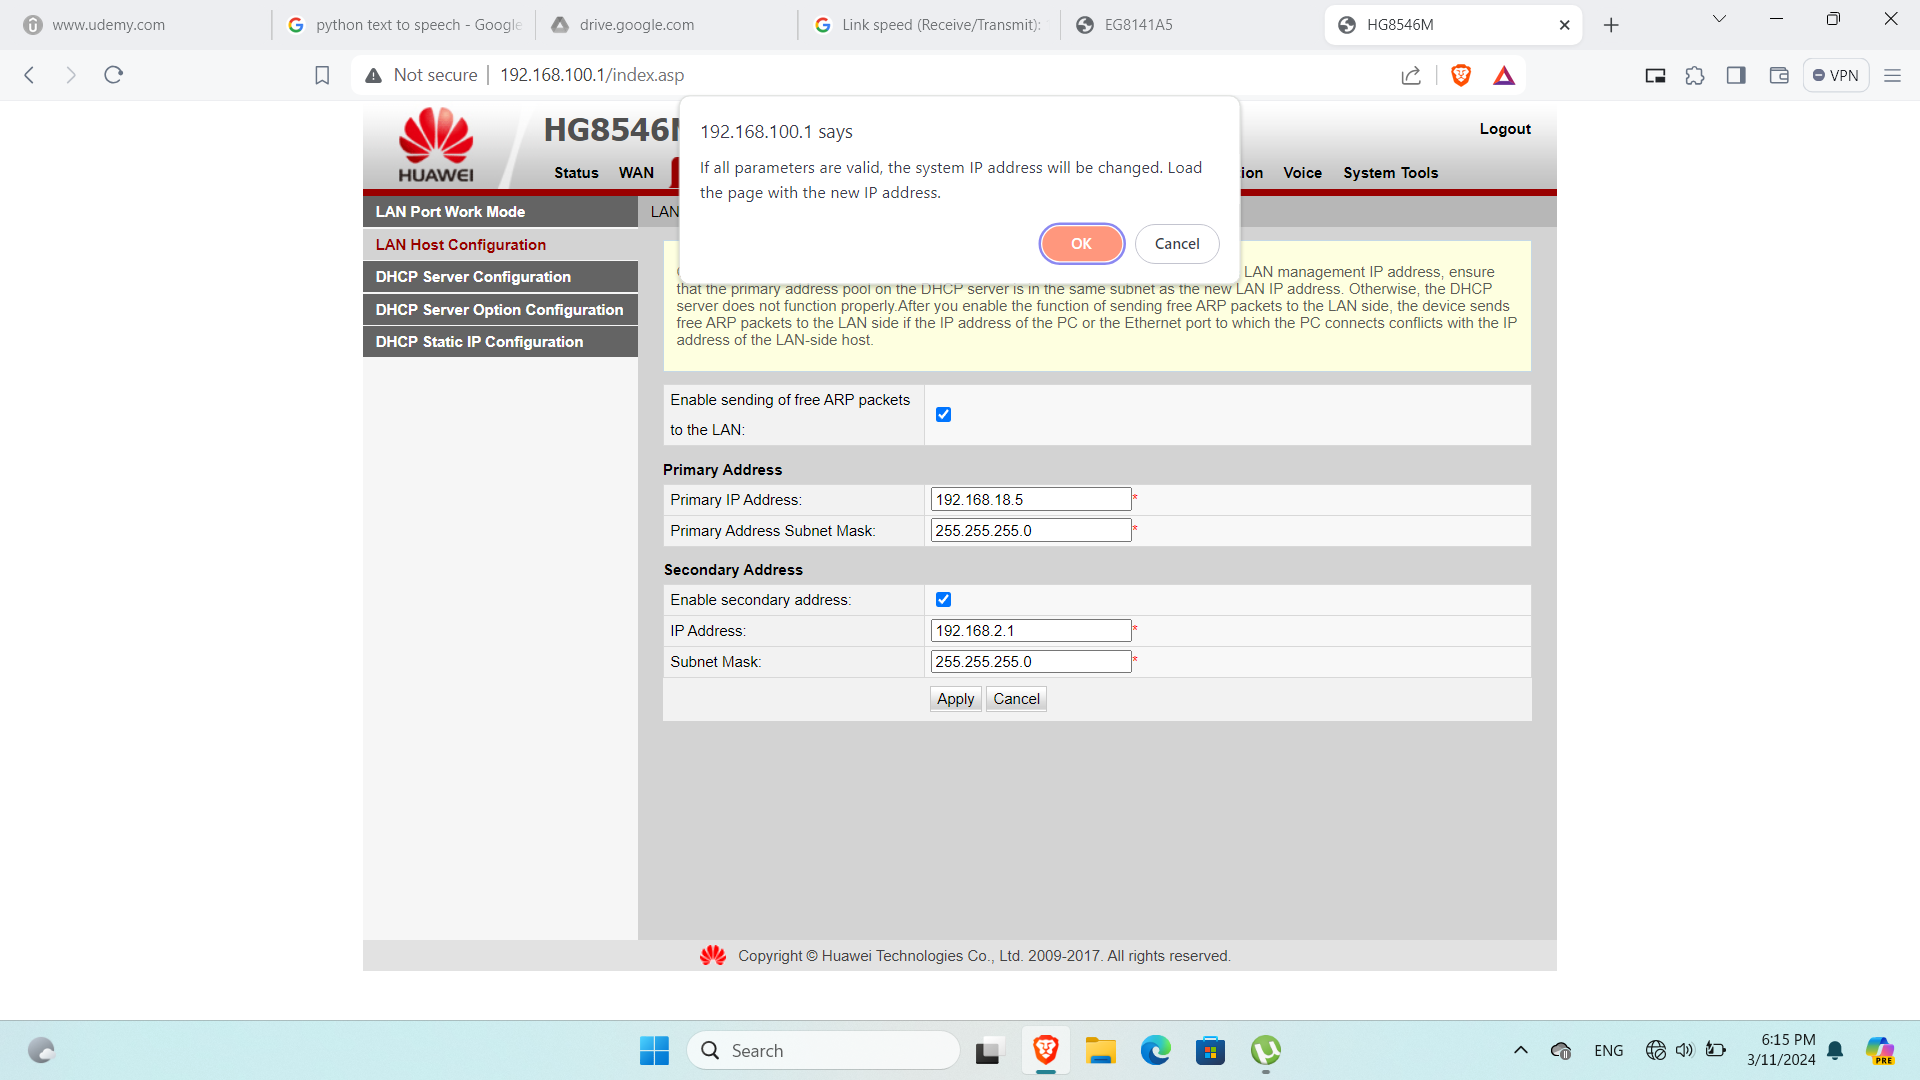 www.udemy.com
python text to speech - Google
drive.google.com
Link speed (Receive/Transmit):
EG8141A5
HG8546M
Not secure
192.168.100.1/index.asp
VPN
192.168.100.1 says
If all parameters are valid, the system IP address will be changed. Load
the page with the new IP address.
OK
Cancel
HUAWEI
HG8546M
Logout
Status
WAN
ion
Voice
System Tools
LAN Port Work Mode
LAN Host Configuration
DHCP Server Configuration
DHCP Server Option Configuration
DHCP Static IP Configuration
LAN
LAN management IP address, ensure
that the primary address pool on the DHCP server is in the same subnet as the new LAN IP address. Otherwise, the DHCP
server does not function properly.After you enable the function of sending free ARP packets to the LAN side, the device sends
free ARP packets to the LAN side if the IP address of the PC or the Ethernet port to which the PC connects conflicts with the IP
address of the LAN-side host.
Enable sending of free ARP packets
to the LAN:
Primary Address
Primary IP Address: 192.168.18.5 *
Primary Address Subnet Mask: 255.255.255.0 *
Secondary Address
Enable secondary address:
IP Address: 192.168.2.1 *
Subnet Mask: 255.255.255.0 *
Apply Cancel
Copyright © Huawei Technologies Co., Ltd. 2009-2017. All rights reserved.
Search
ENG
6:15 PM
3/11/2024
PRE